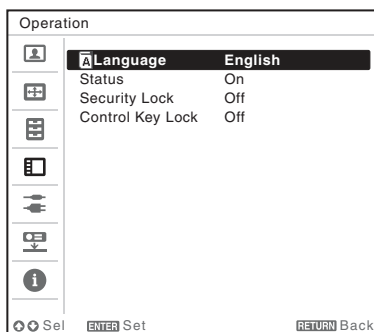 Operation
A Language English
Status On
Security Lock Off
Control Key Lock Off
Sel ENTER Set RETURN Back